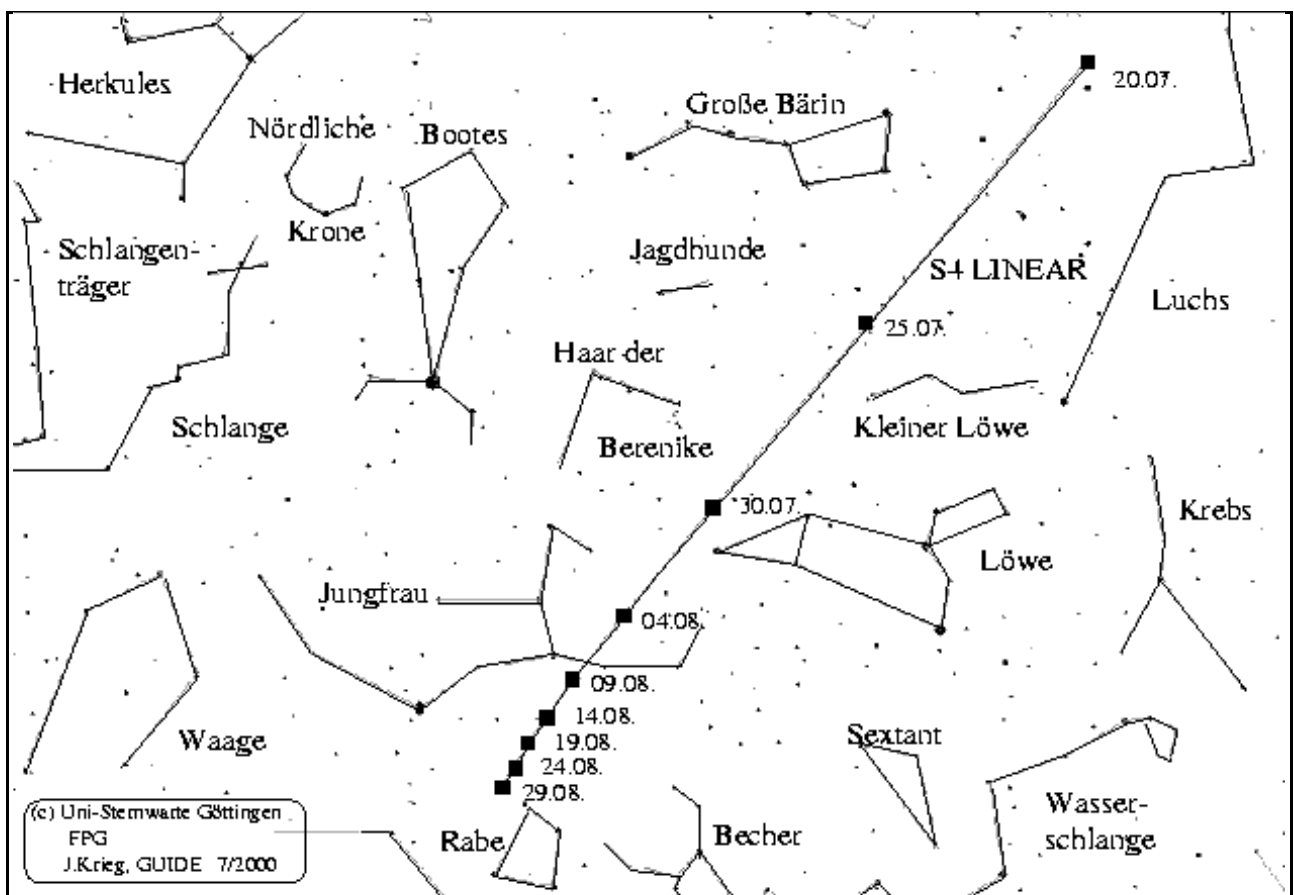 20.07.
Herkules
Große Bärin
Nördliche
Bootes
Krone
Schlangen-
träger
Jagdhunde
S4 LINEAR
Luchs
25.07.
Haar der
Berenike
Schlange
Kleiner Löwe
30.07.
Krebs
Löwe
Jungfrau
04.08.
09.08.
14.08.
19.08.
24.08.
29.08.
Waage
Sextant
Wasser-
schlange
Rabe
Becher
(c) Uni-Sternwarte Göttingen
FPG
J.Krieg, GUIDE 7/2000